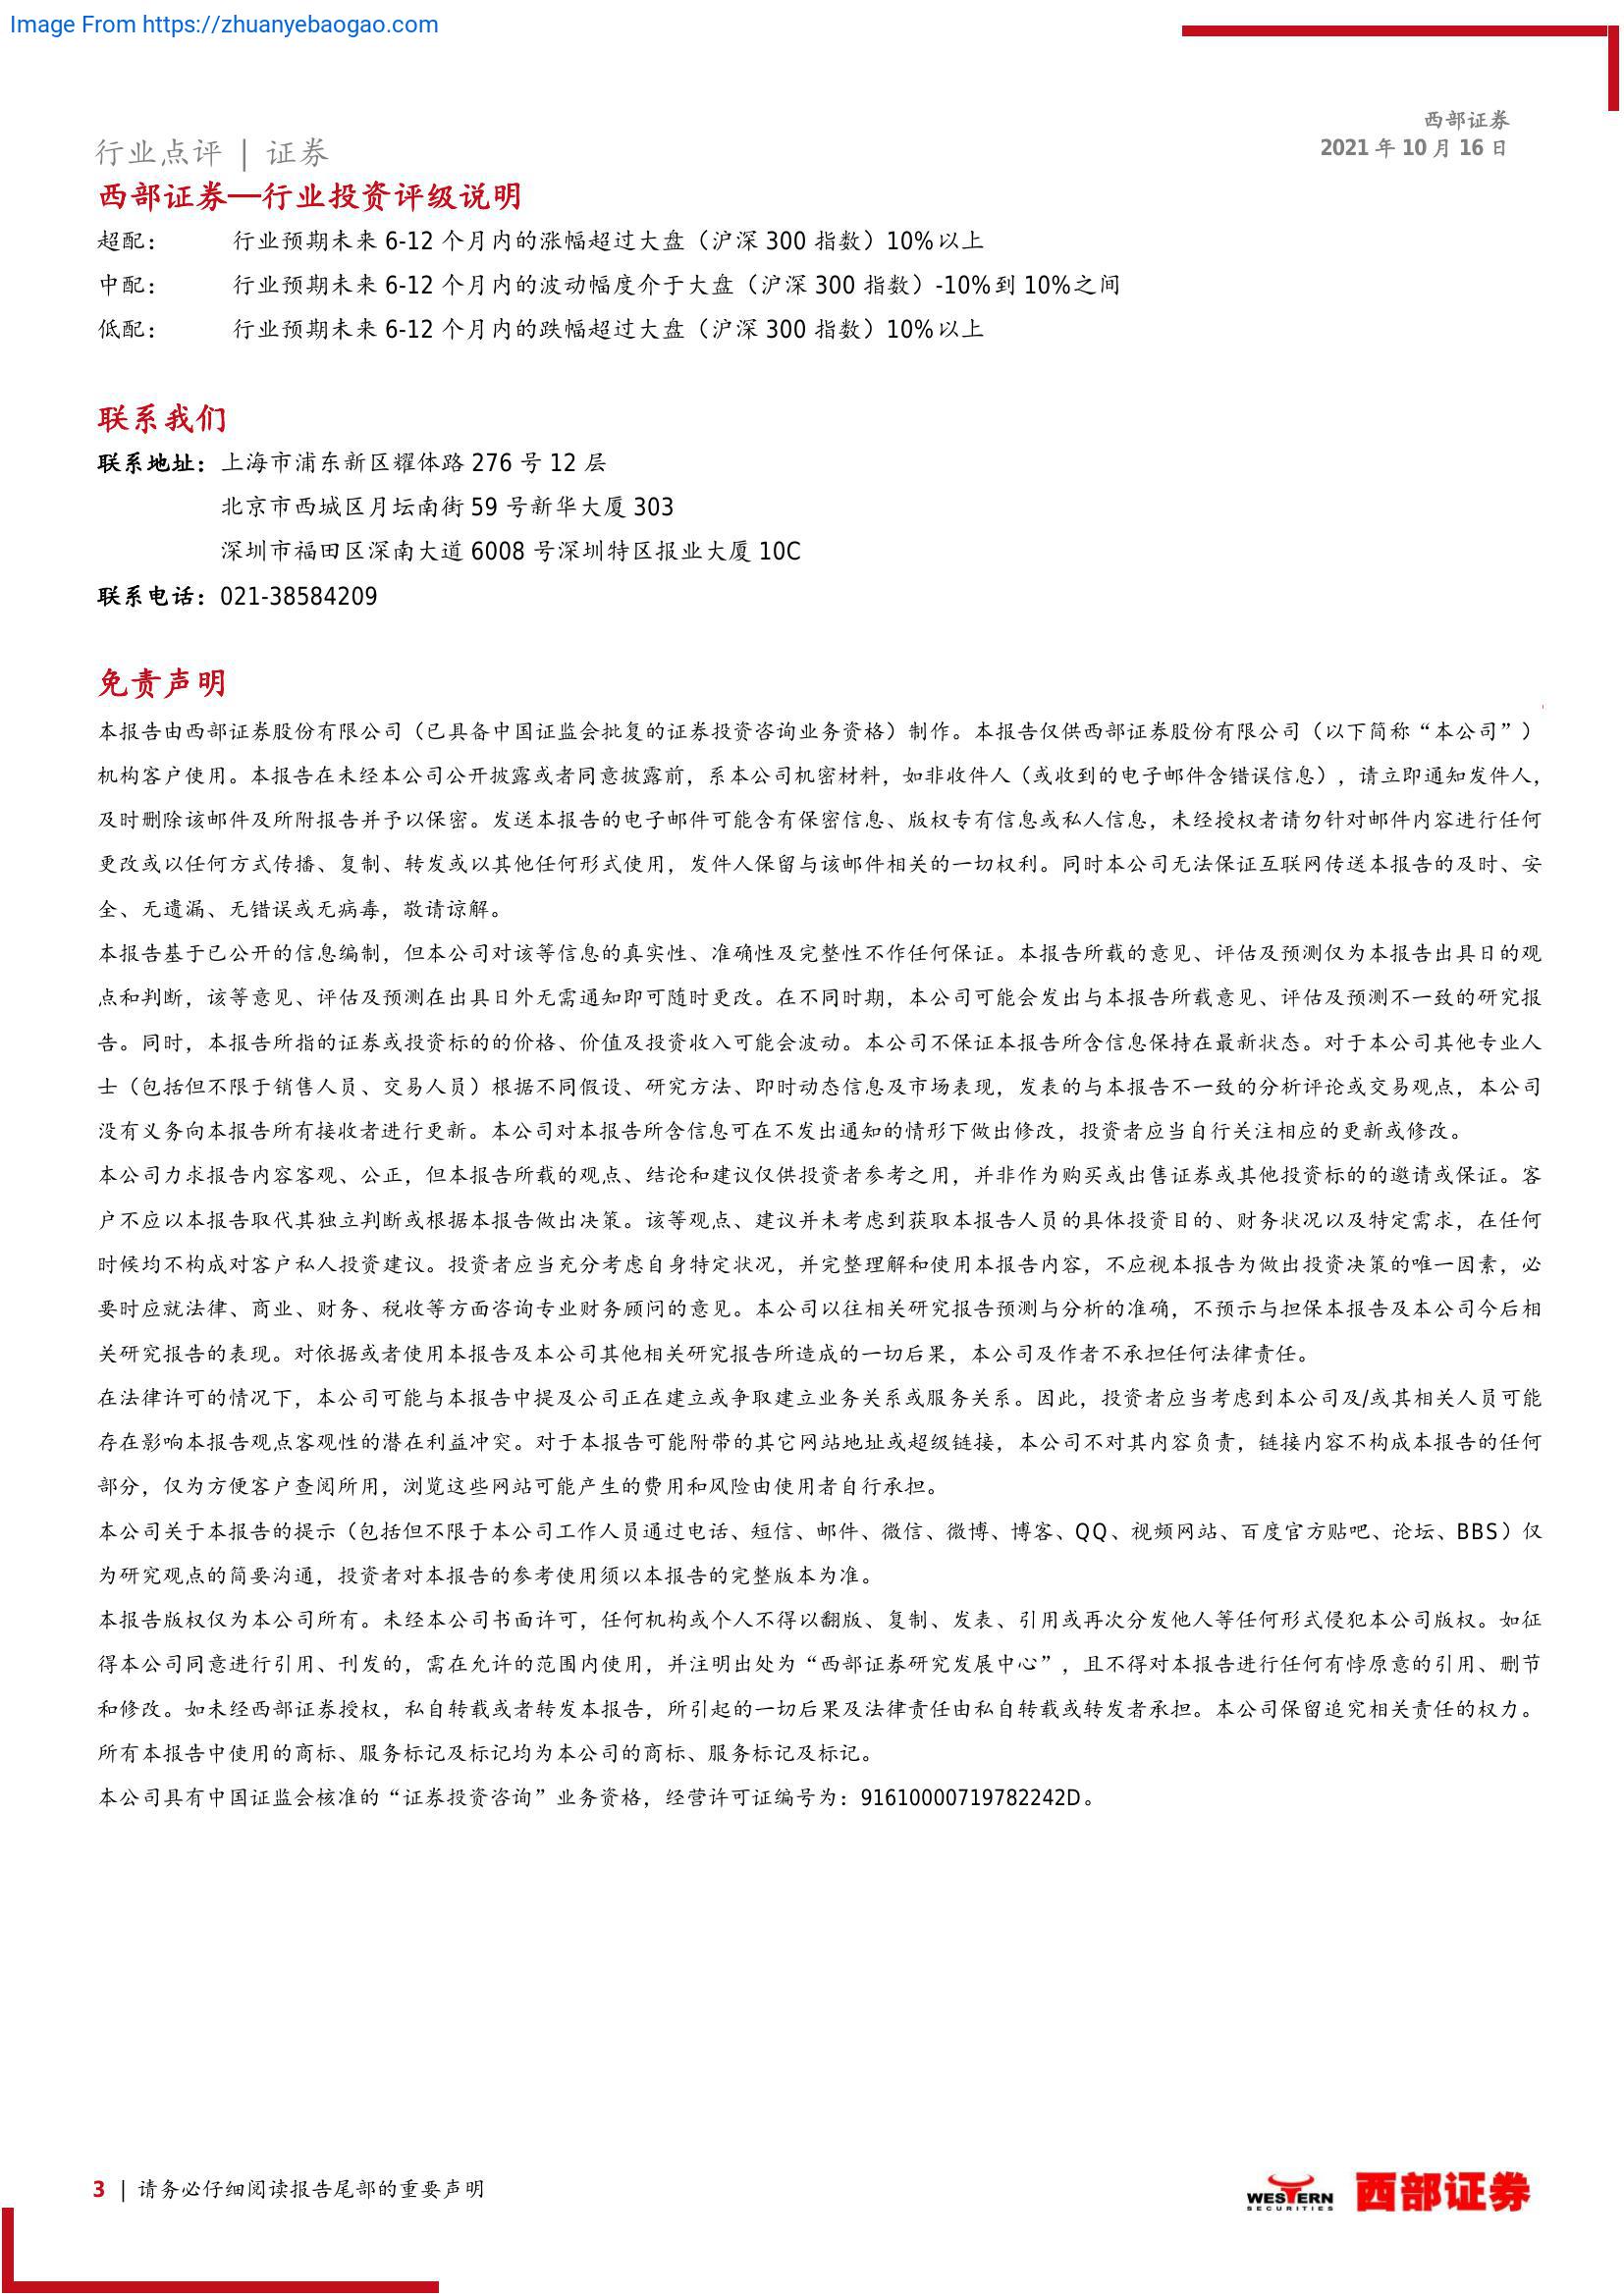 Image From https://zhuanyebaogao.com
西部证券
2021 年 10 月 16 日
行业点评 | 证券
西部证券—行业投资评级说明
超配： 行业预期未来 6-12 个月内的涨幅超过大盘（沪深 300 指数）10%以上
中配： 行业预期未来 6-12 个月内的波动幅度介于大盘（沪深 300 指数）-10%到 10%之间
低配： 行业预期未来 6-12 个月内的跌幅超过大盘（沪深 300 指数）10%以上
联系我们
联系地址：上海市浦东新区耀体路 276 号 12 层
北京市西城区月坛南街 59 号新华大厦 303
深圳市福田区深南大道 6008 号深圳特区报业大厦 10C
联系电话：021-38584209
免责声明
本报告由西部证券股份有限公司（已具备中国证监会批复的证券投资咨询业务资格）制作。本报告仅供西部证券股份有限公司（以下简称“本公司”）
机构客户使用。本报告在未经本公司公开披露或者同意披露前，系本公司机密材料，如非收件人（或收到的电子邮件含错误信息），请立即通知发件人，
及时删除该邮件及所附报告并予以保密。发送本报告的电子邮件可能含有保密信息、版权专有信息或私人信息，未经授权者请勿针对邮件内容进行任何
更改或以任何方式传播、复制、转发或以其他任何形式使用，发件人保留与该邮件相关的一切权利。同时本公司无法保证互联网传送本报告的及时、安
全、无遗漏、无错误或无病毒，敬请谅解。
本报告基于已公开的信息编制，但本公司对该等信息的真实性、准确性及完整性不作任何保证。本报告所载的意见、评估及预测仅为本报告出具日的观
点和判断，该等意见、评估及预测在出具日外无需通知即可随时更改。在不同时期，本公司可能会发出与本报告所载意见、评估及预测不一致的研究报
告。同时，本报告所指的证券或投资标的的价格、价值及投资收入可能会波动。本公司不保证本报告所含信息保持在最新状态。对于本公司其他专业人
士（包括但不限于销售人员、交易人员）根据不同假设、研究方法、即时动态信息及市场表现，发表的与本报告不一致的分析评论或交易观点，本公司
没有义务向本报告所有接收者进行更新。本公司对本报告所含信息可在不发出通知的情形下做出修改，投资者应当自行关注相应的更新或修改。
本公司力求报告内容客观、公正，但本报告所载的观点、结论和建议仅供投资者参考之用，并非作为购买或出售证券或其他投资标的的邀请或保证。客
户不应以本报告取代其独立判断或根据本报告做出决策。该等观点、建议并未考虑到获取本报告人员的具体投资目的、财务状况以及特定需求，在任何
时候均不构成对客户私人投资建议。投资者应当充分考虑自身特定状况，并完整理解和使用本报告内容，不应视本报告为做出投资决策的唯一因素，必
要时应就法律、商业、财务、税收等方面咨询专业财务顾问的意见。本公司以往相关研究报告预测与分析的准确，不预示与担保本报告及本公司今后相
关研究报告的表现。对依据或者使用本报告及本公司其他相关研究报告所造成的一切后果，本公司及作者不承担任何法律责任。
在法律许可的情况下，本公司可能与本报告中提及公司正在建立或争取建立业务关系或服务关系。因此，投资者应当考虑到本公司及/或其相关人员可能
存在影响本报告观点客观性的潜在利益冲突。对于本报告可能附带的其它网站地址或超级链接，本公司不对其内容负责，链接内容不构成本报告的任何
部分，仅为方便客户查阅所用，浏览这些网站可能产生的费用和风险由使用者自行承担。
本公司关于本报告的提示（包括但不限于本公司工作人员通过电话、短信、邮件、微信、微博、博客、QQ、视频网站、百度官方贴吧、论坛、BBS）仅
为研究观点的简要沟通，投资者对本报告的参考使用须以本报告的完整版本为准。
本报告版权仅为本公司所有。未经本公司书面许可，任何机构或个人不得以翻版、复制、发表、引用或再次分发他人等任何形式侵犯本公司版权。如征
得本公司同意进行引用、刊发的，需在允许的范围内使用，并注明出处为“西部证券研究发展中心”，且不得对本报告进行任何有悖原意的引用、删节
和修改。如未经西部证券授权，私自转载或者转发本报告，所引起的一切后果及法律责任由私自转载或转发者承担。本公司保留追究相关责任的权力。
所有本报告中使用的商标、服务标记及标记均为本公司的商标、服务标记及标记。
本公司具有中国证监会核准的“证券投资咨询”业务资格，经营许可证编号为：91610000719782242D。
3 | 请务必仔细阅读报告尾部的重要声明
WESTERN
SECURITIES
西部证券